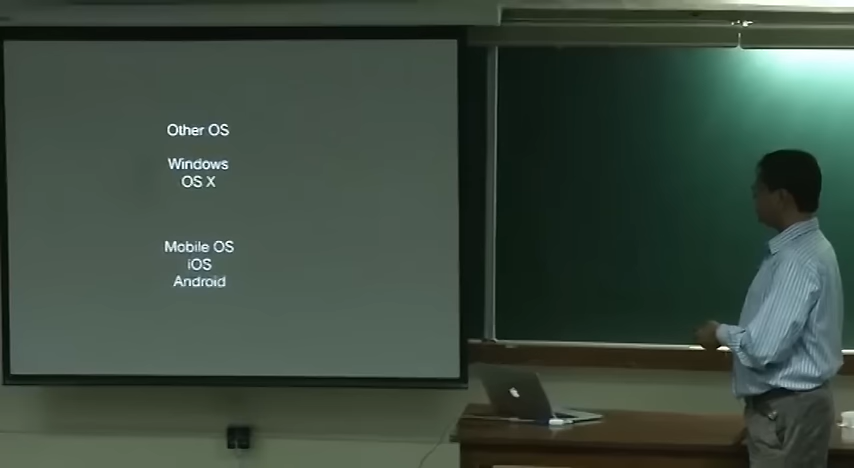 Other OS
Windows
OS X
Mobile OS
iOS
Android